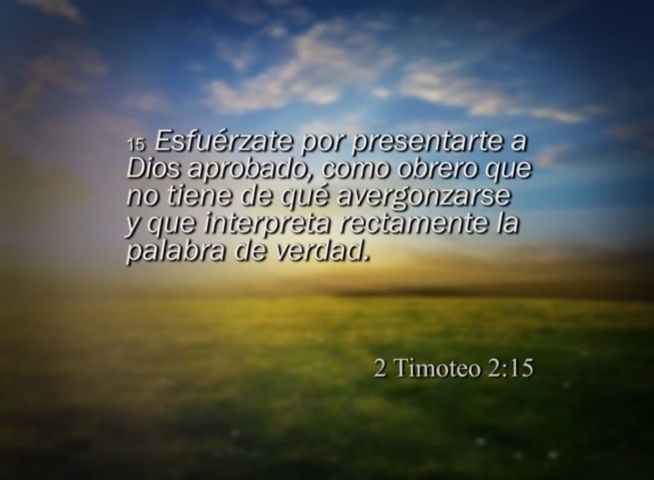 15 Esfuérzate por presentarte a
Dios aprobado, como obrero que
no tiene de qué avergonzarse
y que interpreta rectamente la
palabra de verdad.
2 Timoteo 2:15